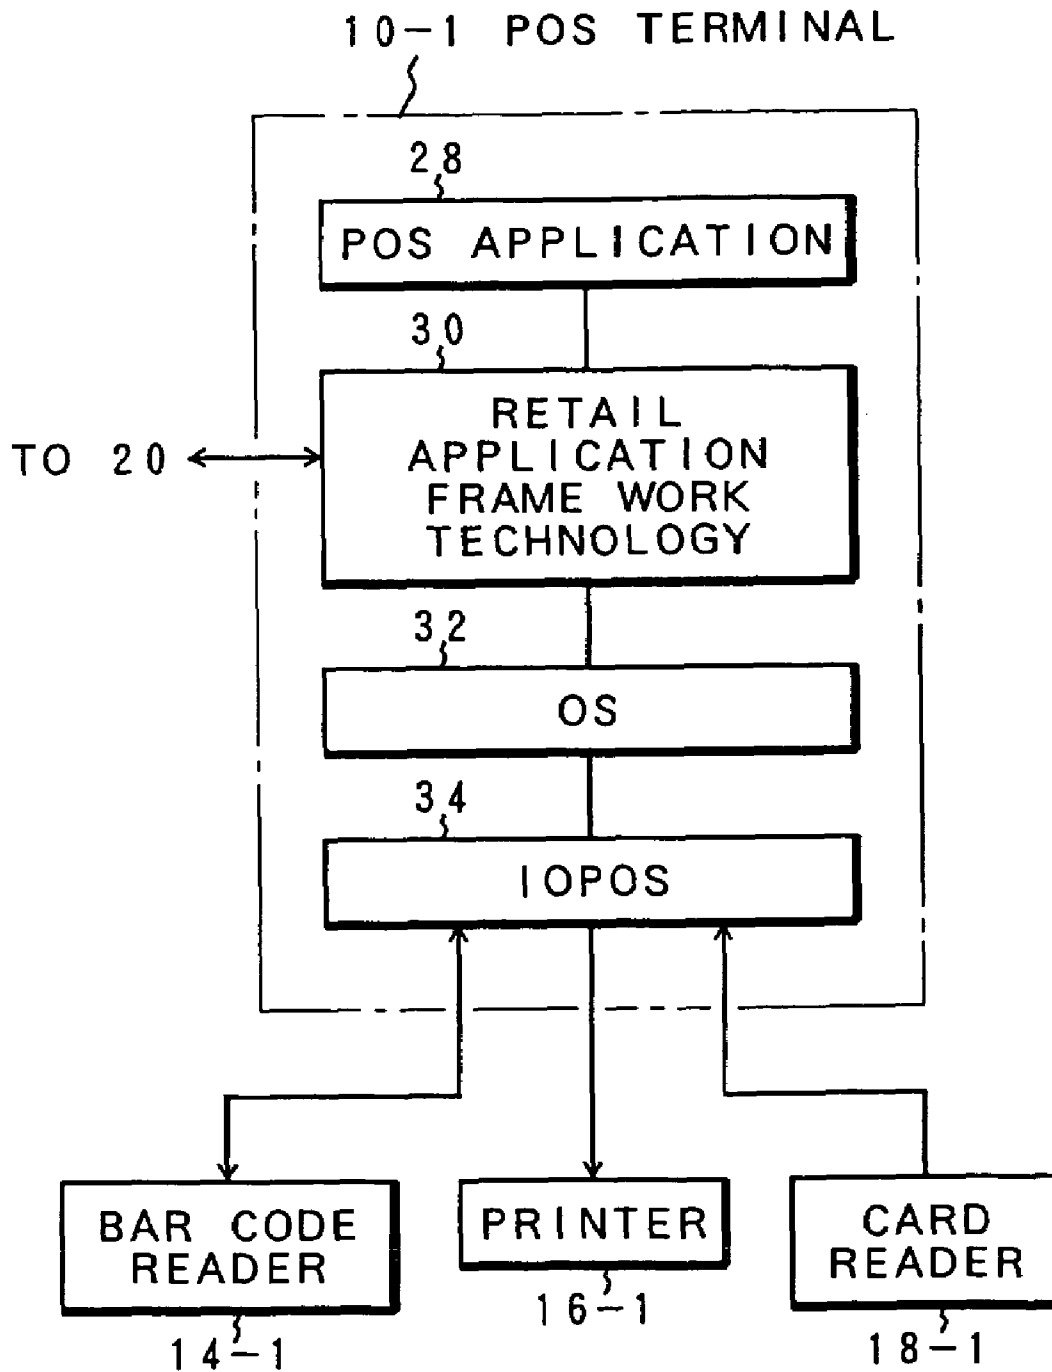 10-1 POS TERMINAL
28
POS APPLICATION
30
RETAIL
APPLICATION
FRAME WORK
TECHNOLOGY
TO 20
32
OS
34
IOPOS
BAR CODE
READER
14-1
PRINTER
16-1
CARD
READER
18-1